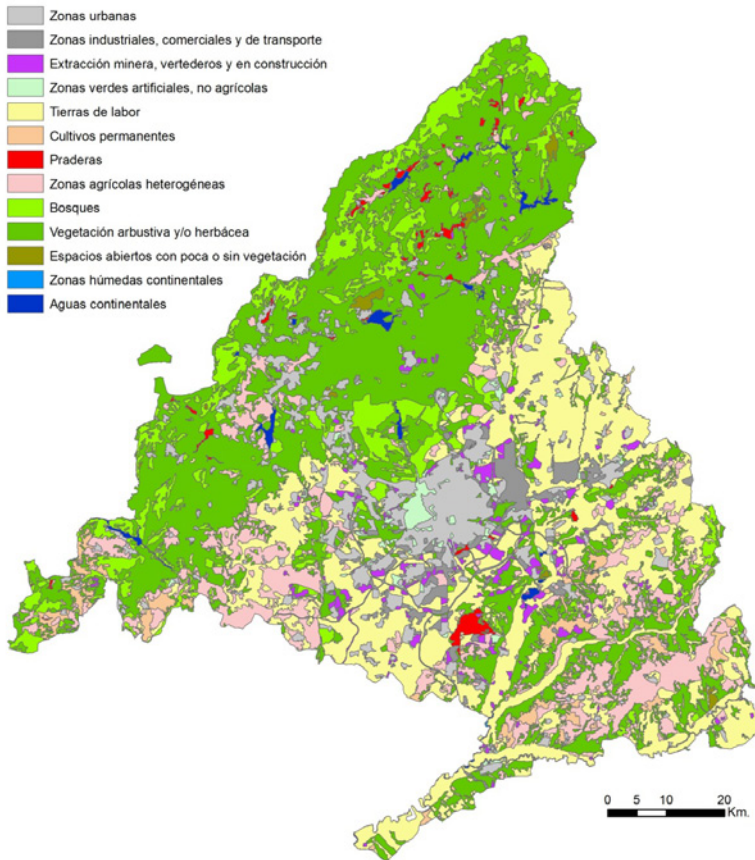 Zonas urbanas
Zonas industriales, comerciales y de transporte
Extracción minera, vertederos y en construcción
Zonas verdes artificiales, no agrícolas
Tierras de labor
Cultivos permanentes
Praderas
Zonas agrícolas heterogéneas
Bosques
Vegetación arbustiva y/o herbácea
Espacios abiertos con poca o sin vegetación
Zonas húmedas continentales
Aguas continentales
0 5 10 20
Km.